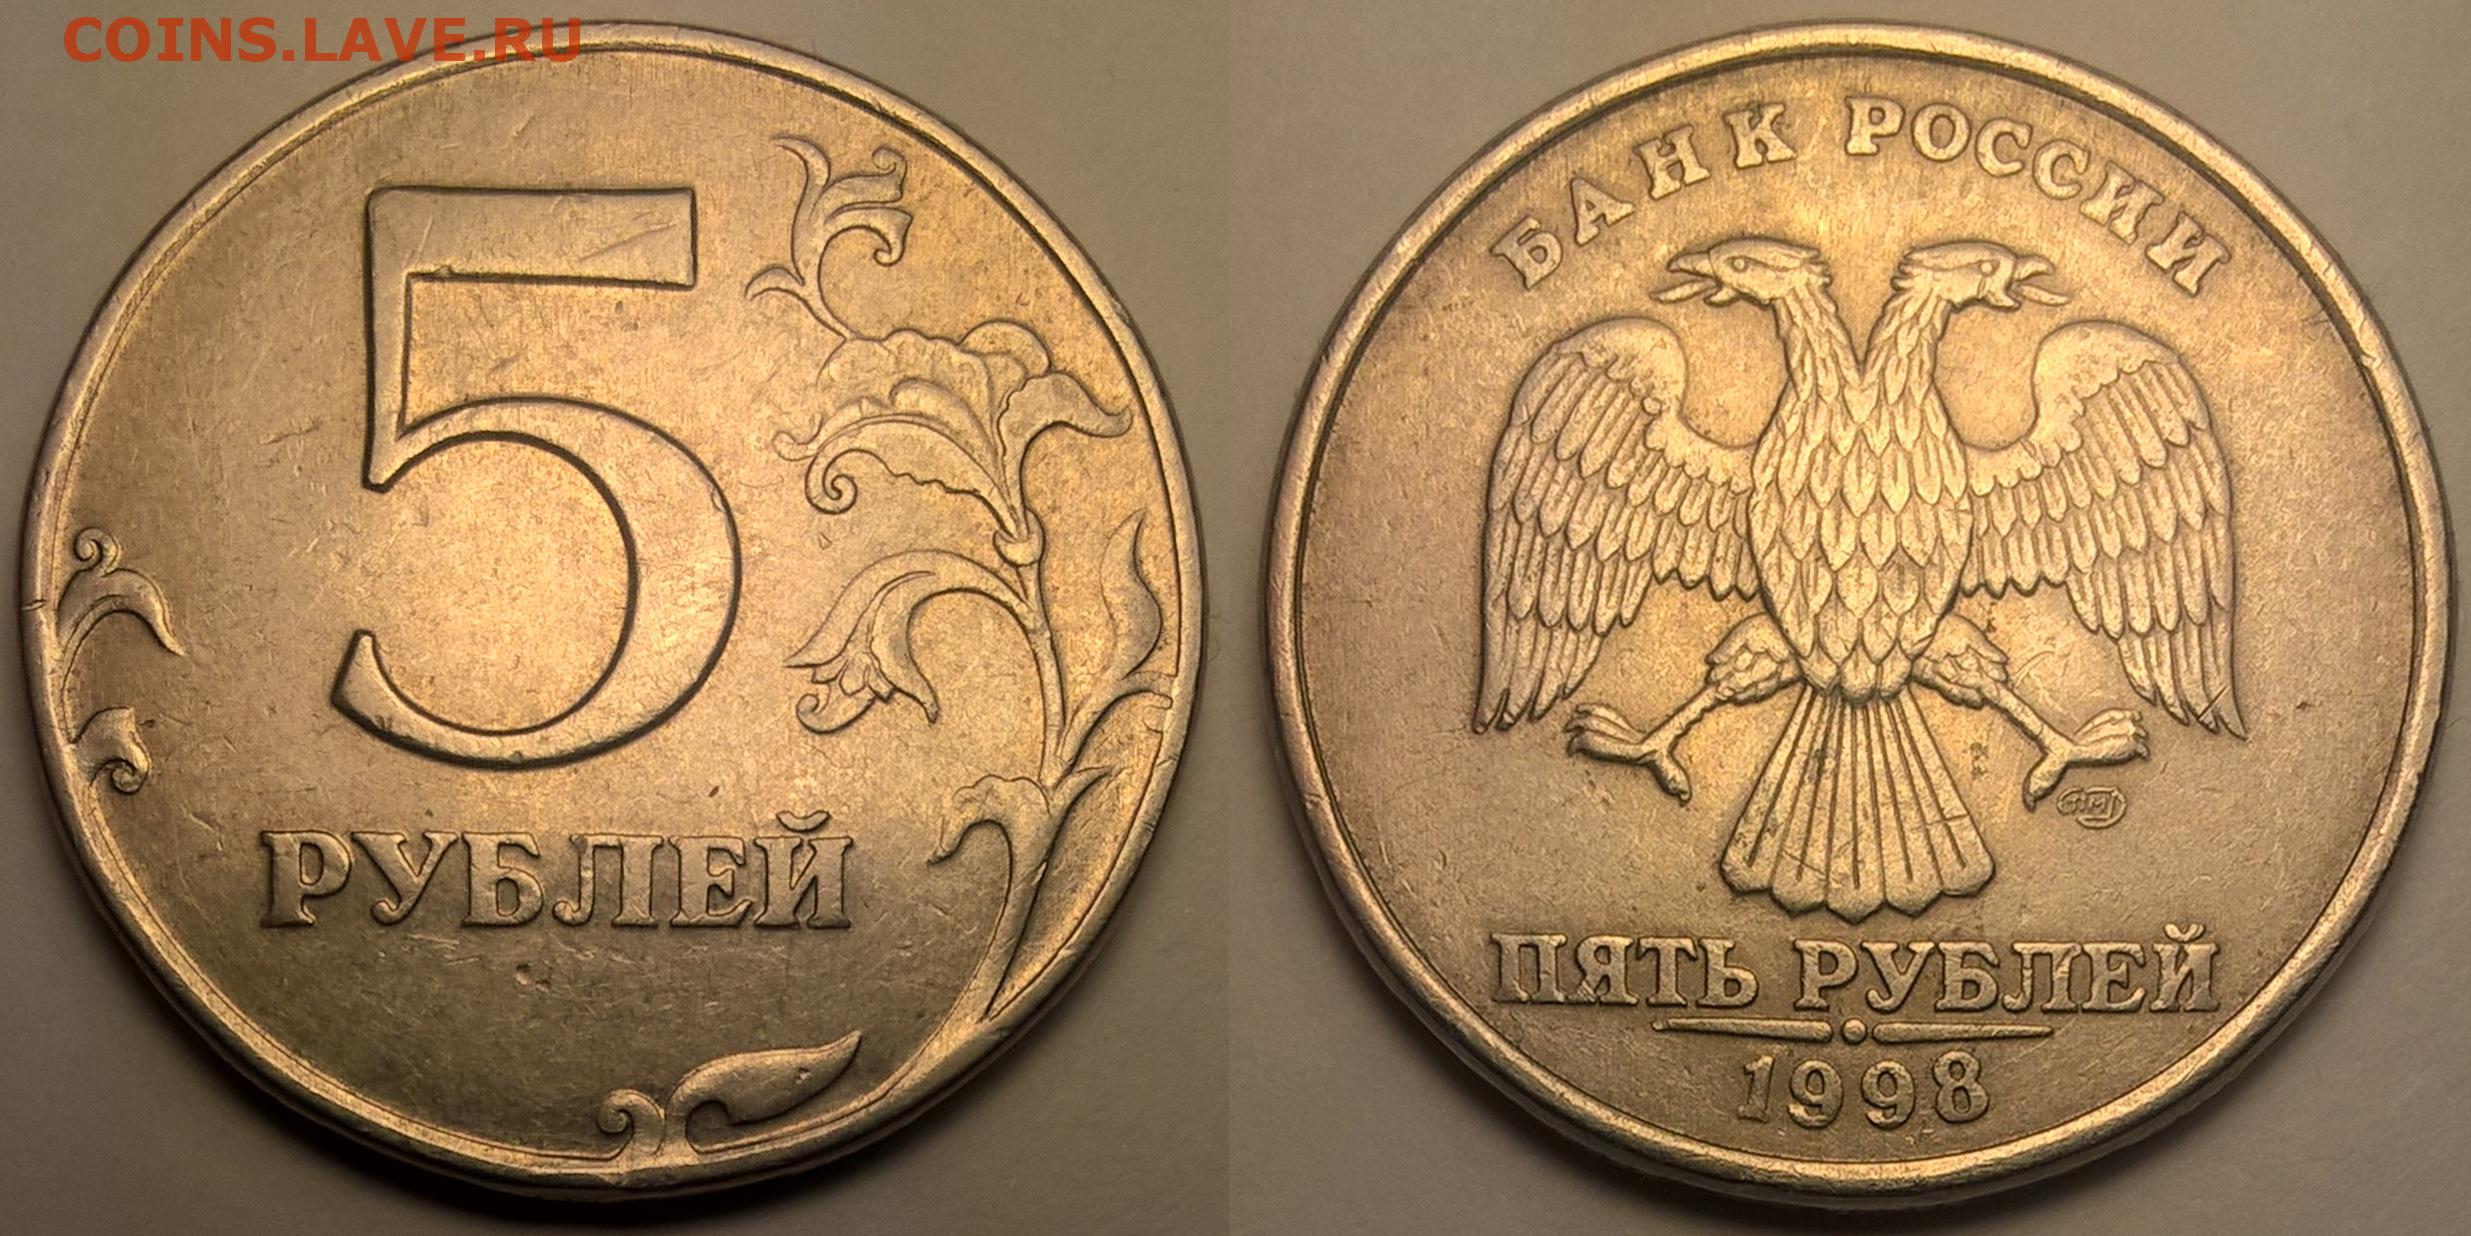 COINS.LAVE.RU
5
РУБЛЕЙ
БАНК РОССИИ
ПЯТЬ РУБЛЕЙ
1998